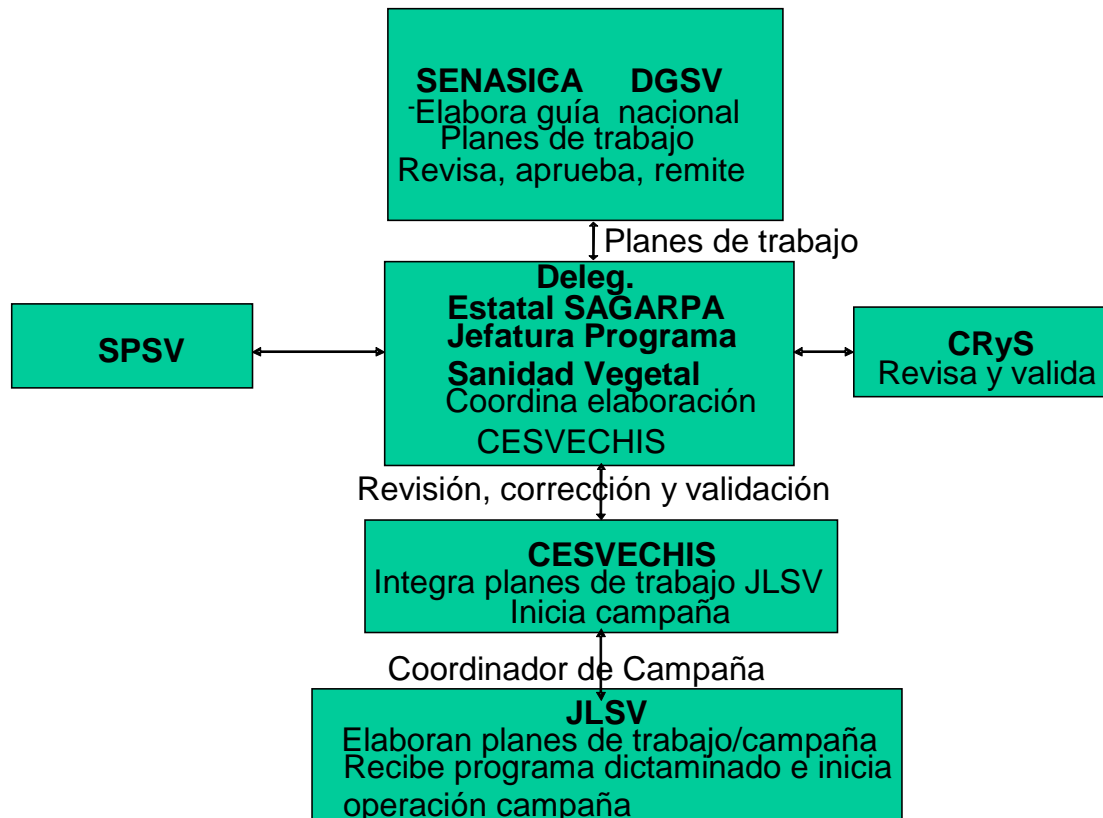 SENASICA DGSV
-Elabora guía nacional
Planes de trabajo
Revisa, aprueba, remite
Planes de trabajo
Deleg.
Estatal SAGARPA
Jefatura Programa
Sanidad Vegetal
Coordina elaboración
CESVECHIS
SPSV
CRyS
Revisa y valida
Revisión, corrección y validación
CESVECHIS
Integra planes de trabajo JLSV
Inicia campaña
Coordinador de Campaña
JLSV
Elaboran planes de trabajo/campaña
Recibe programa dictaminado e inicia
operación campaña